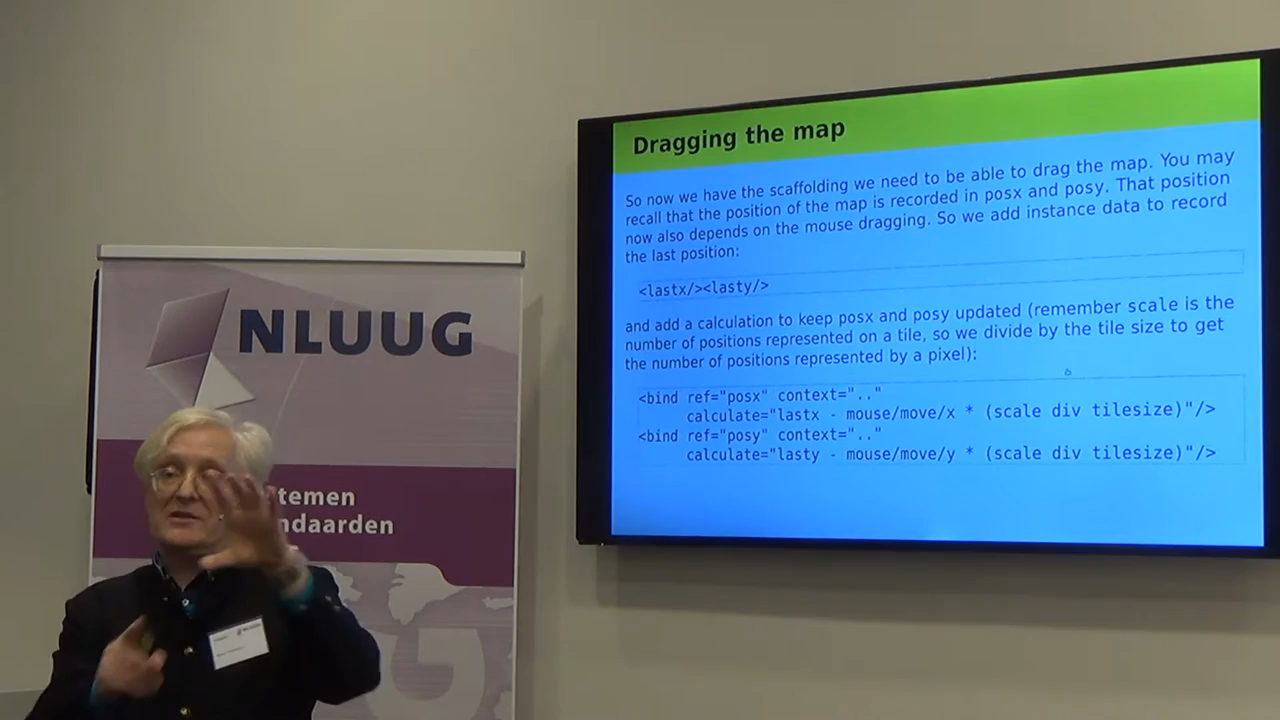 Dragging the map
So now we have the scaffolding we need to be able to drag the map. You may
recall that the position of the map is recorded in posx and posy. That position
now also depends on the mouse dragging. So we add instance data to record
the last position:
<lastx/><lasty/>
and add a calculation to keep posx and posy updated (remember scale is the
number of positions represented on a tile, so we divide by the tile size to get
the number of positions represented by a pixel):
<bind ref="posx" context=".."
calculate="lastx - mouse/move/x * (scale div tilesize)"/>
<bind ref="posy" context=".."
calculate="lasty - mouse/move/y * (scale div tilesize)"/>
NLUUG
temen
ndaarden
G